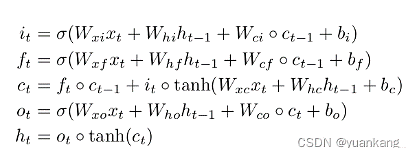 i_t = σ(W_{xi}x_t + W_{hi}h_{t−1} + W_{ci} ∘ c_{t−1} + b_i)
f_t = σ(W_{xf}x_t + W_{hf}h_{t−1} + W_{cf} ∘ c_{t−1} + b_f)
c_t = f_t ∘ c_{t−1} + i_t ∘ tanh(W_{xc}x_t + W_{hc}h_{t−1} + b_c)
o_t = σ(W_{xo}x_t + W_{ho}h_{t−1} + W_{co} ∘ c_t + b_o)
h_t = o_t ∘ tanh(c_t)
CSDN @yuankang_